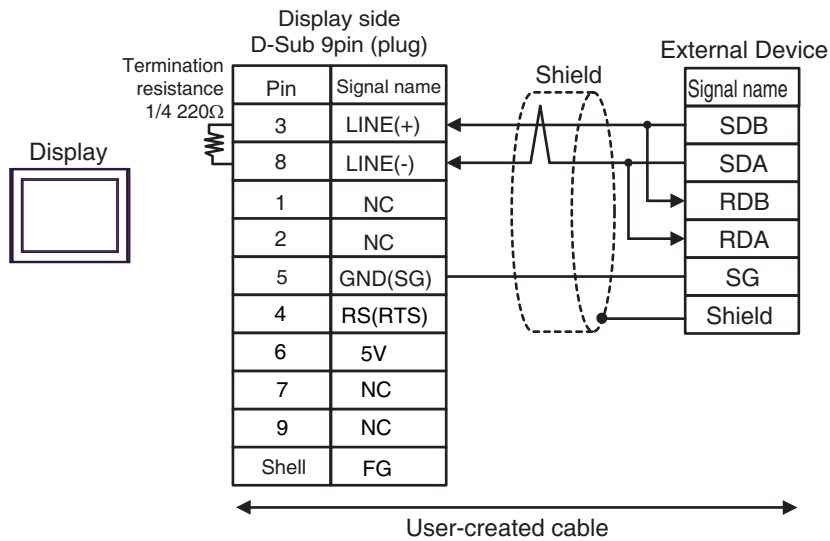 Display side
D-Sub 9pin (plug)
External Device
Termination
resistance
1/4 220Ω
Shield
Display
Pin Signal name
3 LINE(+)
8 LINE(-)
1 NC
2 NC
5 GND(SG)
4 RS(RTS)
6 5V
7 NC
9 NC
Shell FG
Signal name
SDB
SDA
RDB
RDA
SG
Shield
User-created cable